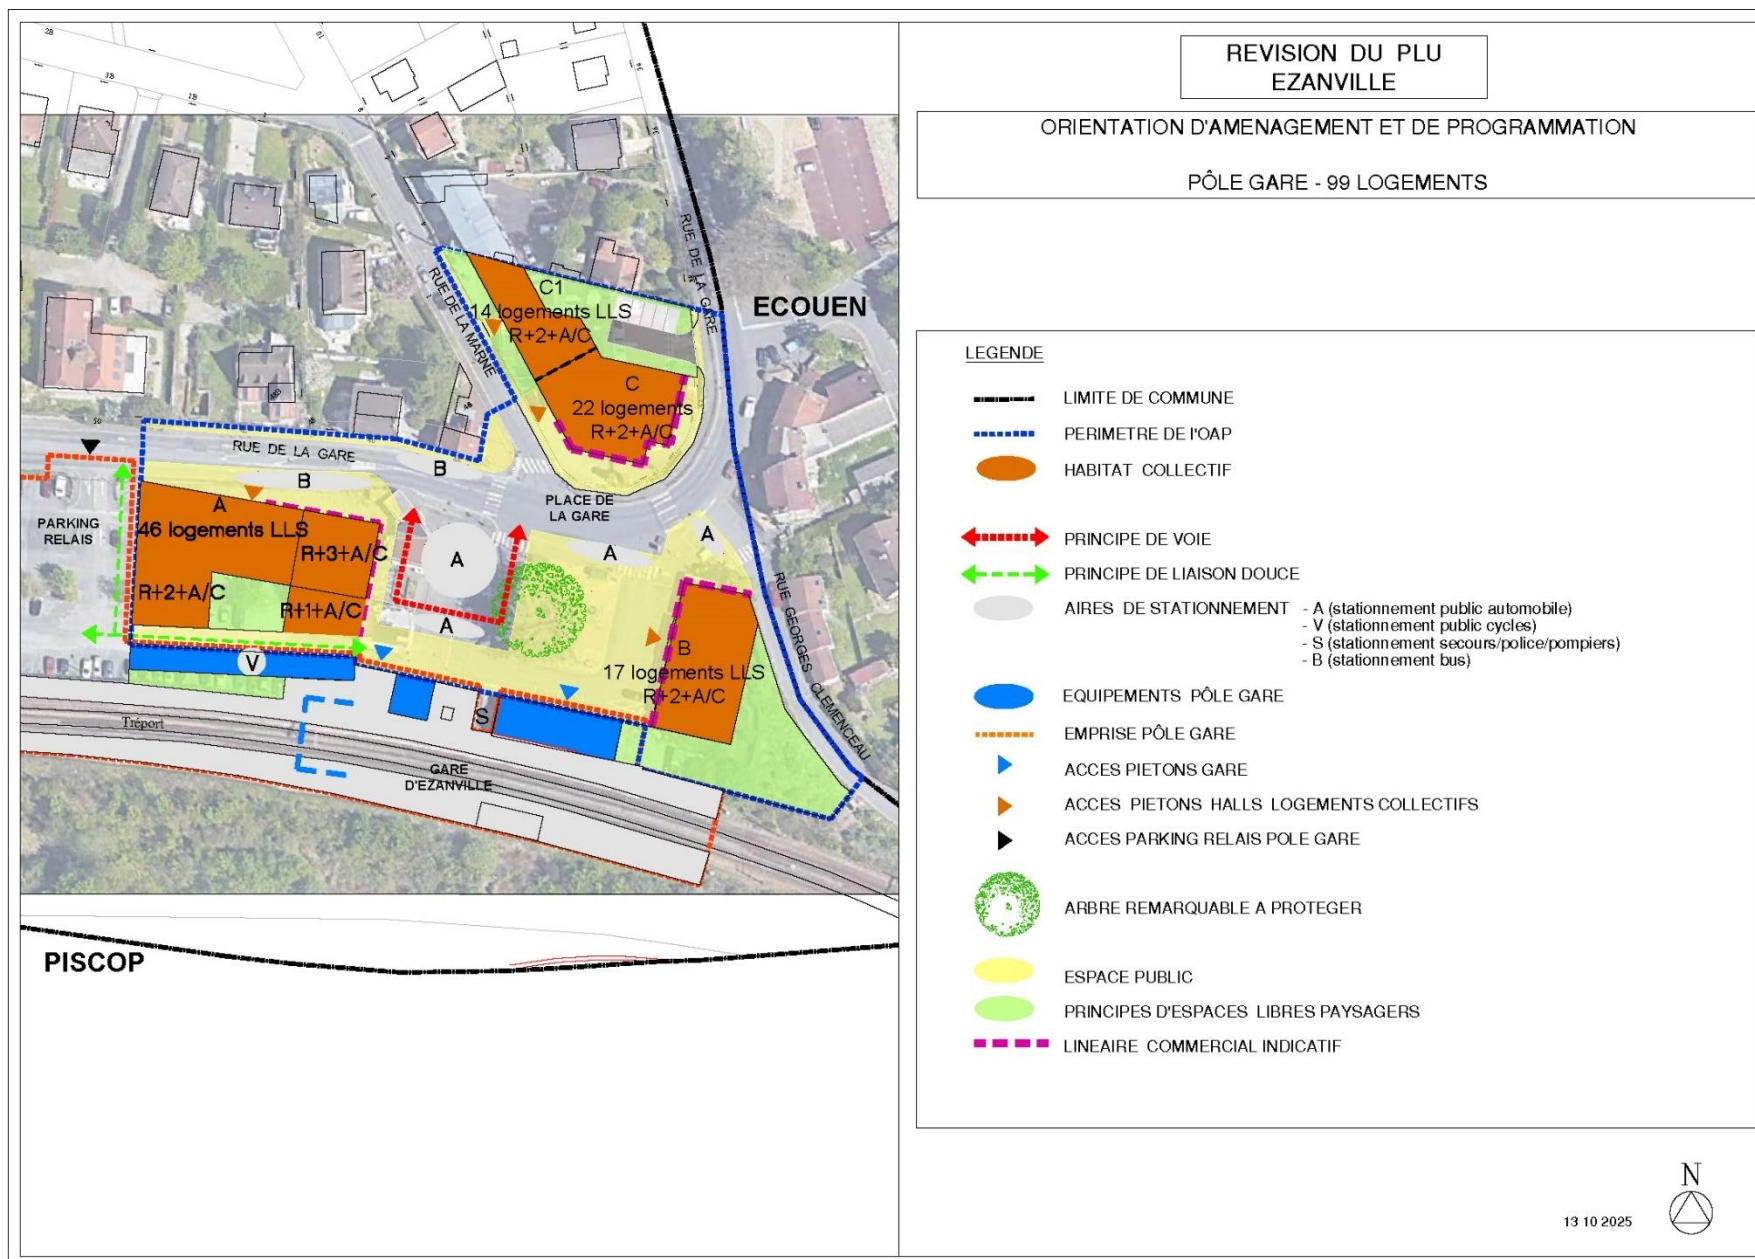 REVISION DU PLU
EZANVILLE
ORIENTATION D'AMENAGEMENT ET DE PROGRAMMATION
PÔLE GARE - 99 LOGEMENTS
RUE DE LA GARE
ECOUEN
RUE DE LA MARNE
C1
14 logements LLS
R+2+A/C
C
22 logements
R+2+A/C
RUE DE LA GARE
B
B
PLACE DE
LA GARE
PARKING
RELAIS
A
46 logements LLS
R+3+A/C
R+2+A/C
R+1+A/C
A
A
A
A
RUE GEORGES CLEMENCEAU
B
17 logements LLS
R+2+A/C
V
S
Tréport
GARE
D'EZANVILLE
PISCOP
LEGENDE
LIMITE DE COMMUNE
PERIMETRE DE l'OAP
HABITAT COLLECTIF
PRINCIPE DE VOIE
PRINCIPE DE LIAISON DOUCE
AIRES DE STATIONNEMENT - A (stationnement public automobile)
- V (stationnement public cycles)
- S (stationnement secours/police/pompiers)
- B (stationnement bus)
EQUIPEMENTS PÔLE GARE
EMPRISE PÔLE GARE
ACCES PIETONS GARE
ACCES PIETONS HALLS LOGEMENTS COLLECTIFS
ACCES PARKING RELAIS POLE GARE
ARBRE REMARQUABLE A PROTEGER
ESPACE PUBLIC
PRINCIPES D'ESPACES LIBRES PAYSAGERS
LINEAIRE COMMERCIAL INDICATIF
N
13 10 2025